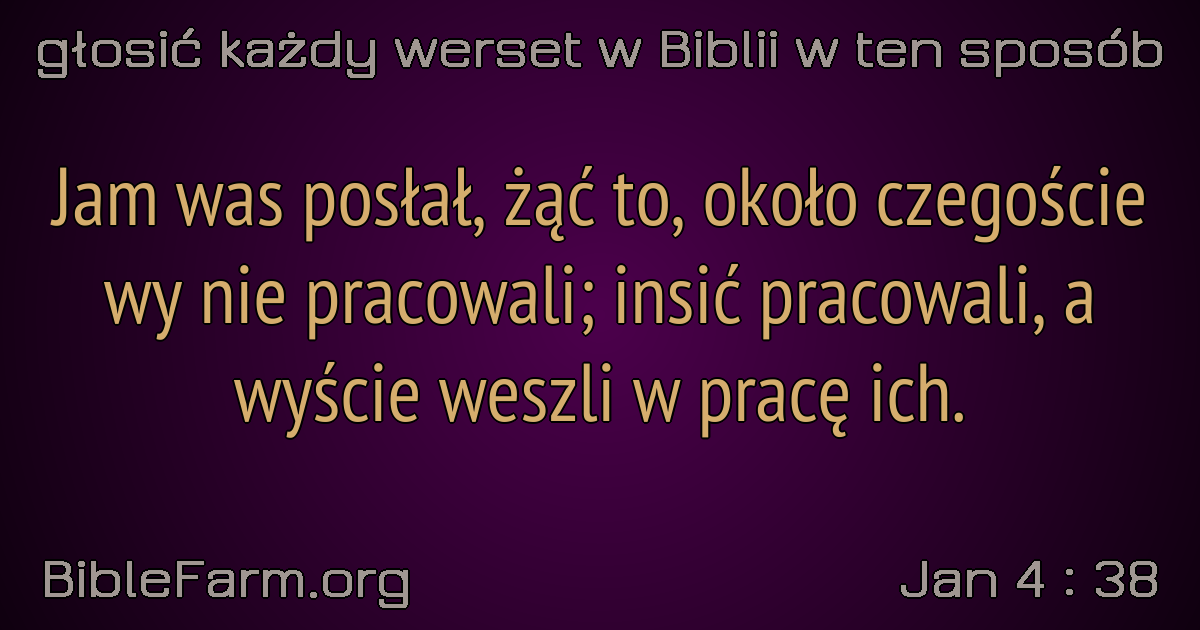 głosić każdy werset w Biblii w ten sposób
Jam was posłał, żąć to, około czegoście
wy nie pracowali; insić pracowali, a
wyście weszli w pracę ich.
BibleFarm.org
Jan 4 : 38